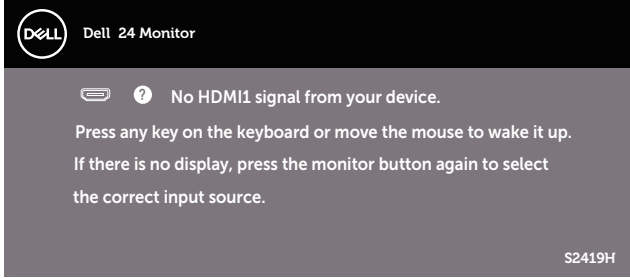 DELL
Dell 24 Monitor
? No HDMI1 signal from your device.
Press any key on the keyboard or move the mouse to wake it up.
If there is no display, press the monitor button again to select
the correct input source.
S2419H